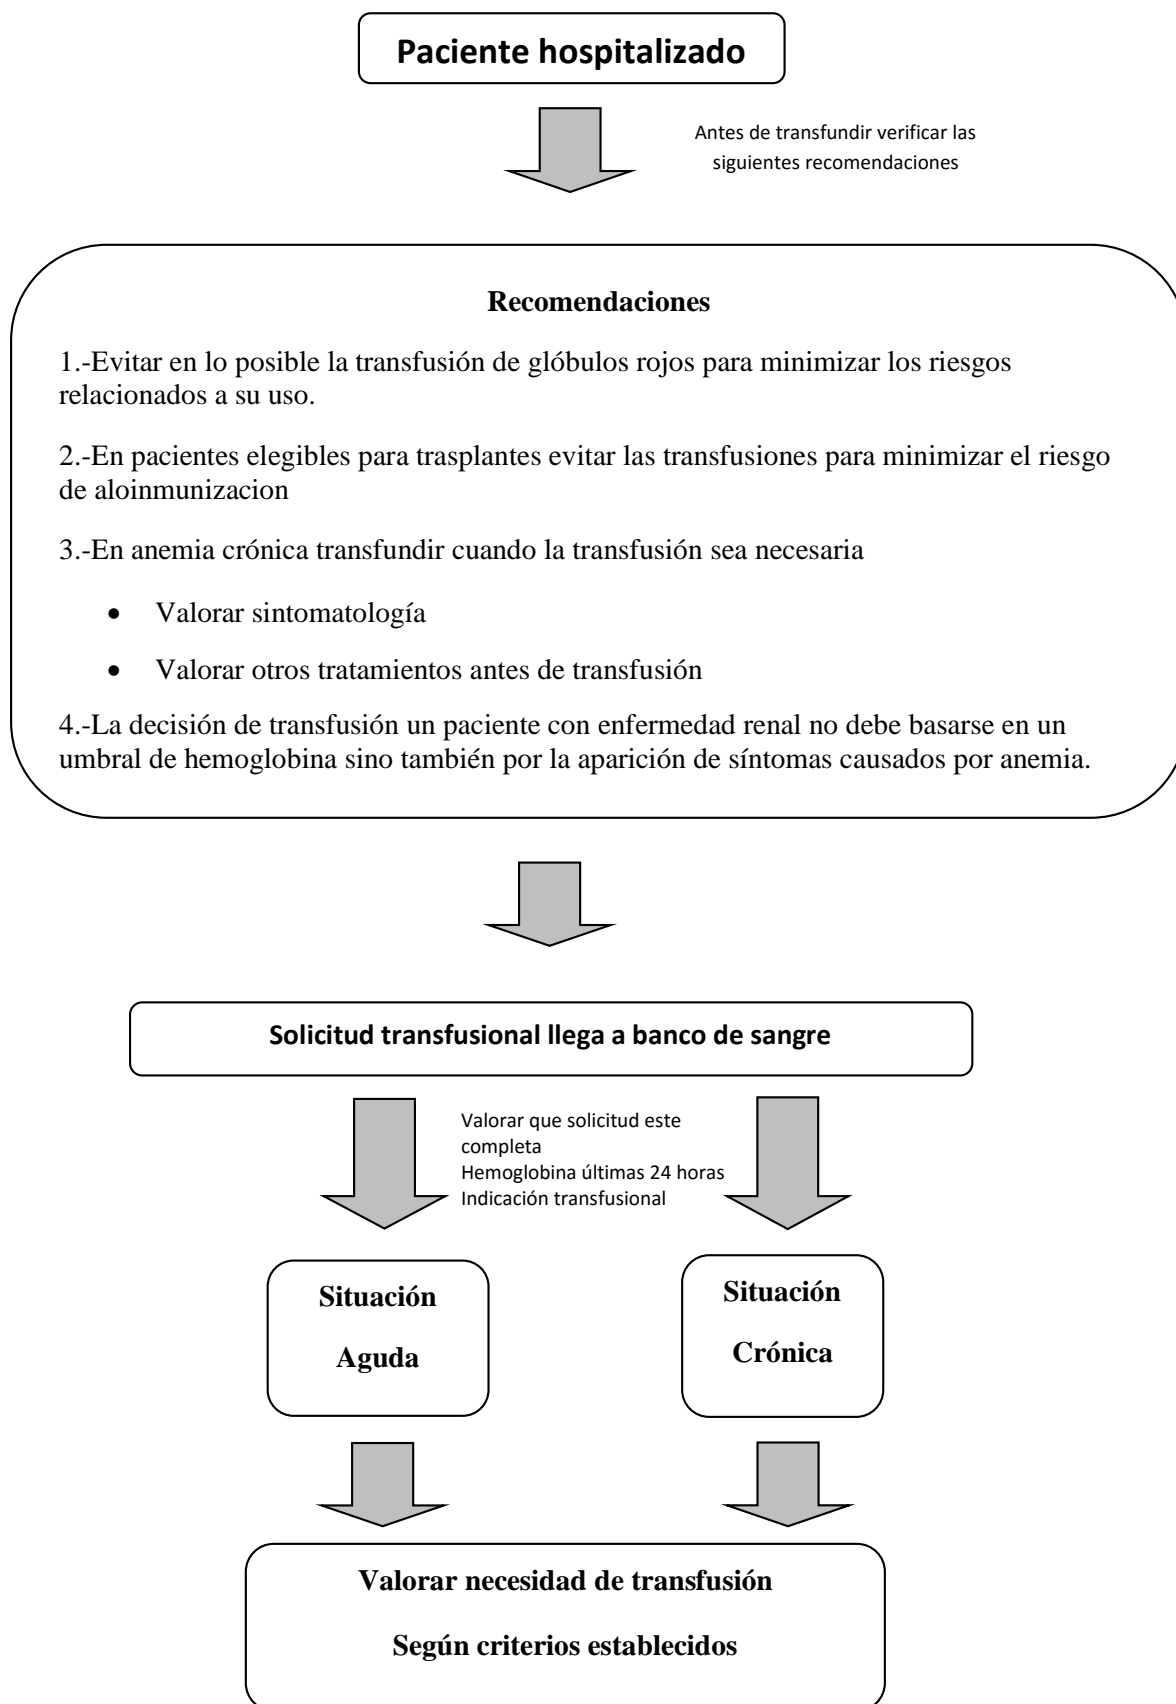 Paciente hospitalizado
Antes de transfundir verificar las
siguientes recomendaciones
Recomendaciones
1.-Evitar en lo posible la transfusión de glóbulos rojos para minimizar los riesgos
relacionados a su uso.
2.-En pacientes elegibles para trasplantes evitar las transfusiones para minimizar el riesgo
de aloinmunizacion
3.-En anemia crónica transfundir cuando la transfusión sea necesaria
• Valorar sintomatología
• Valorar otros tratamientos antes de transfusión
4.-La decisión de transfusión un paciente con enfermedad renal no debe basarse en un
umbral de hemoglobina sino también por la aparición de síntomas causados por anemia.
Solicitud transfusional llega a banco de sangre
Valorar que solicitud este
completa
Hemoglobina últimas 24 horas
Indicación transfusional
Situación
Aguda
Situación
Crónica
Valorar necesidad de transfusión
Según criterios establecidos